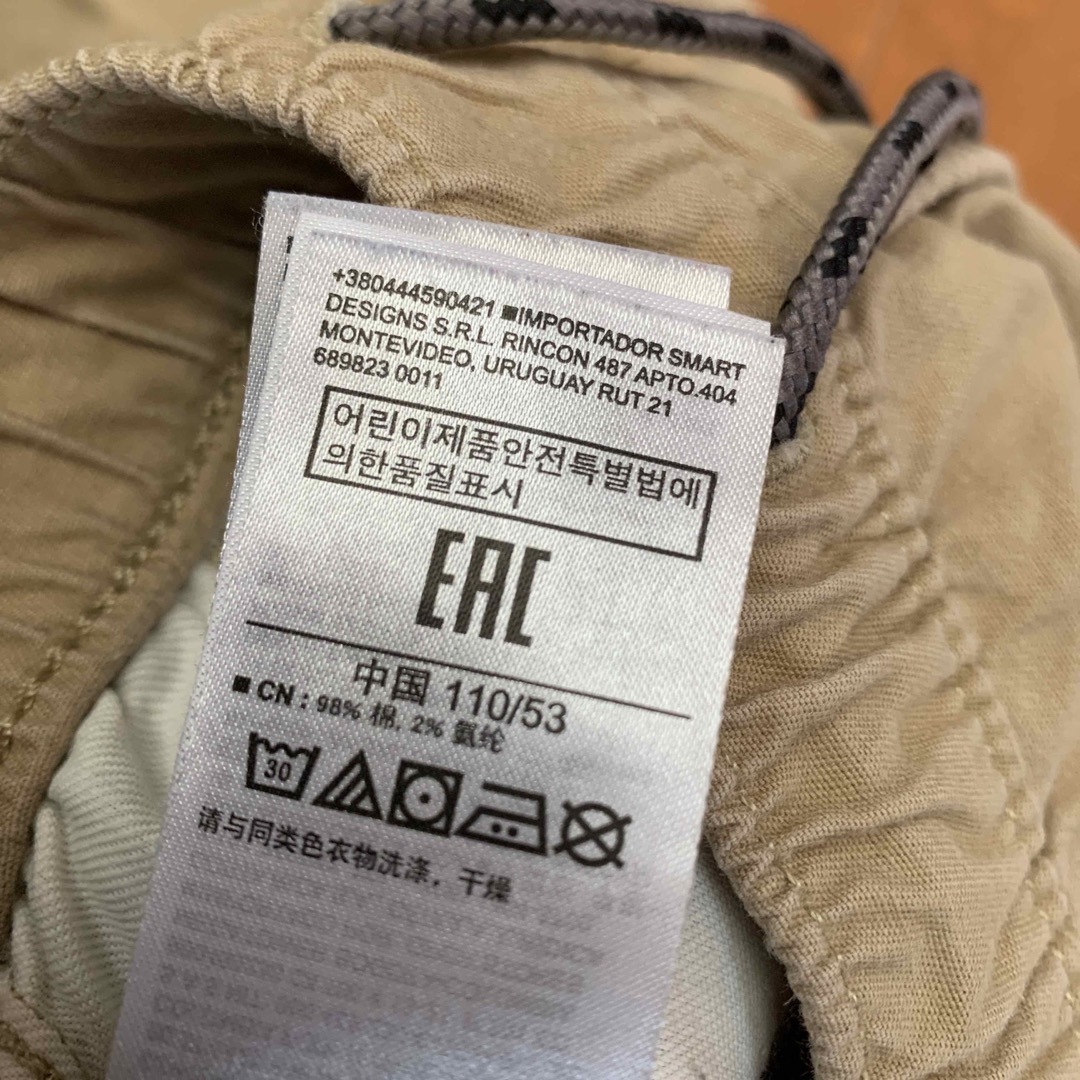 +380444590421 ■IMPORTADOR SMART
DESIGNS S.R.L. RINCON 487 APTO.404
MONTEVIDEO, URUGUAY RUT 21
689823 0011
어린이제품안전특별법에
의한품질표시
EAC
中国 110/53
■ CN : 98% 棉, 2% 氨纶
30
请与同类色衣物洗涤，干燥